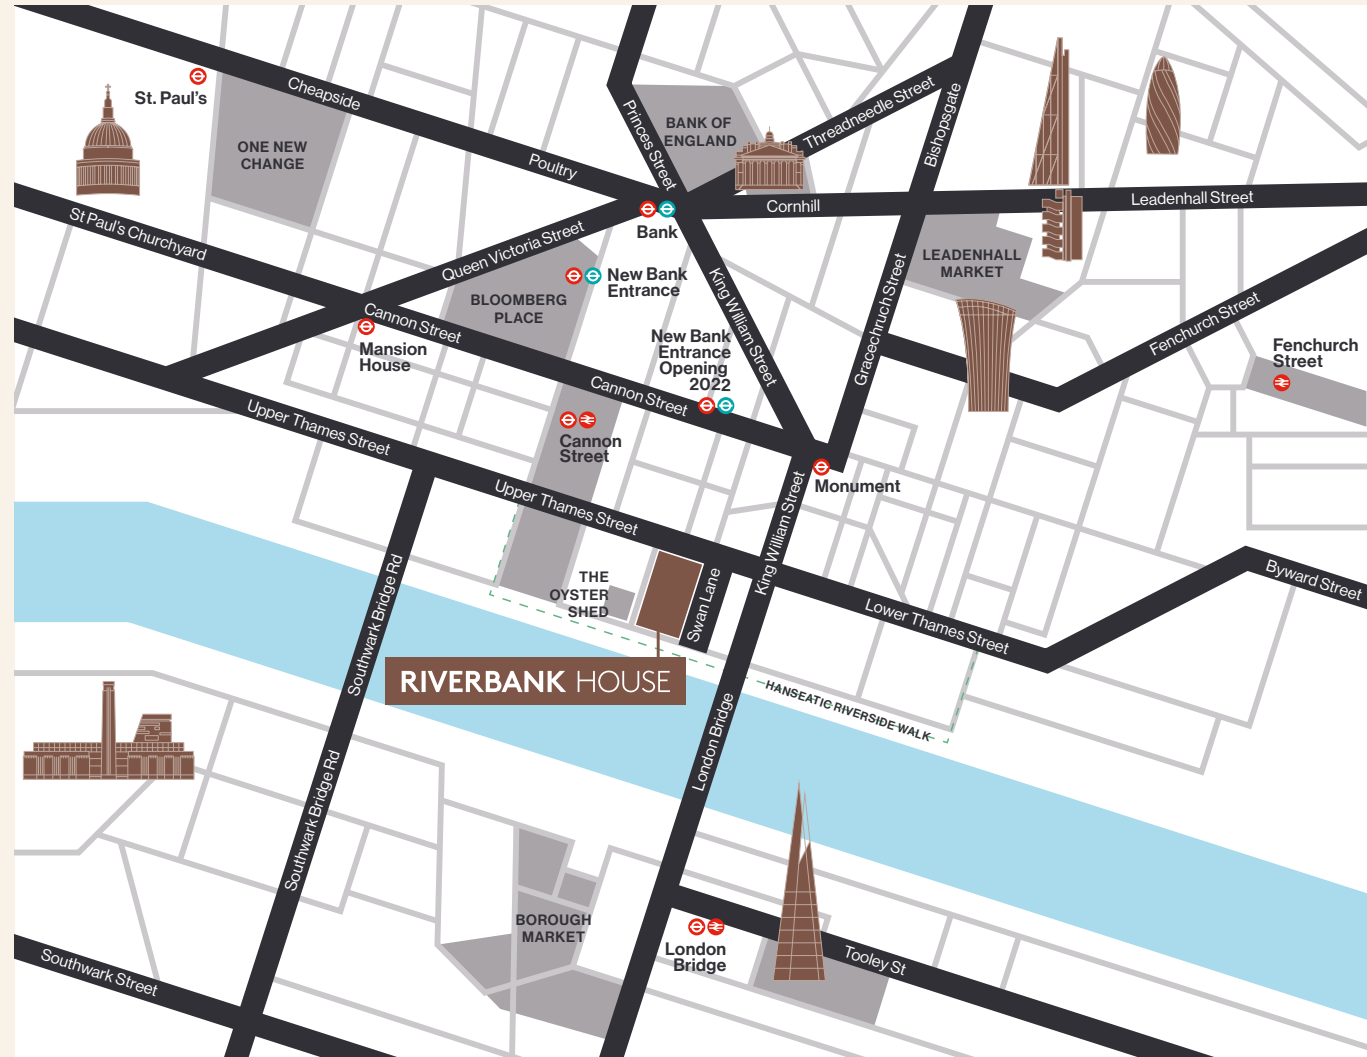 St. Paul's
Cheapside
ONE NEW
CHANGE
Poultry
Princes Street
BANK OF
ENGLAND
Threadneedle Street
Bishopsgate
Cornhill
Leadenhall Street
St Paul's Churchyard
Queen Victoria Street
Bank
New Bank
Entrance
BLOOMBERG
PLACE
King William Street
Gracechruch Street
LEADENHALL
MARKET
Fenchurch Street
Fenchurch
Street
Cannon Street
Mansion
House
New Bank
Entrance
Opening
2022
Cannon Street
Upper Thames Street
Cannon
Street
Monument
Upper Thames Street
King William Street
THE
OYSTER
SHED
Swan Lane
Lower Thames Street
Byward Street
Southwark Bridge Rd
RIVERBANK HOUSE
HANSEATIC RIVERSIDE WALK
London Bridge
Southwark Bridge Rd
BOROUGH
MARKET
London
Bridge
Tooley St
Southwark Street